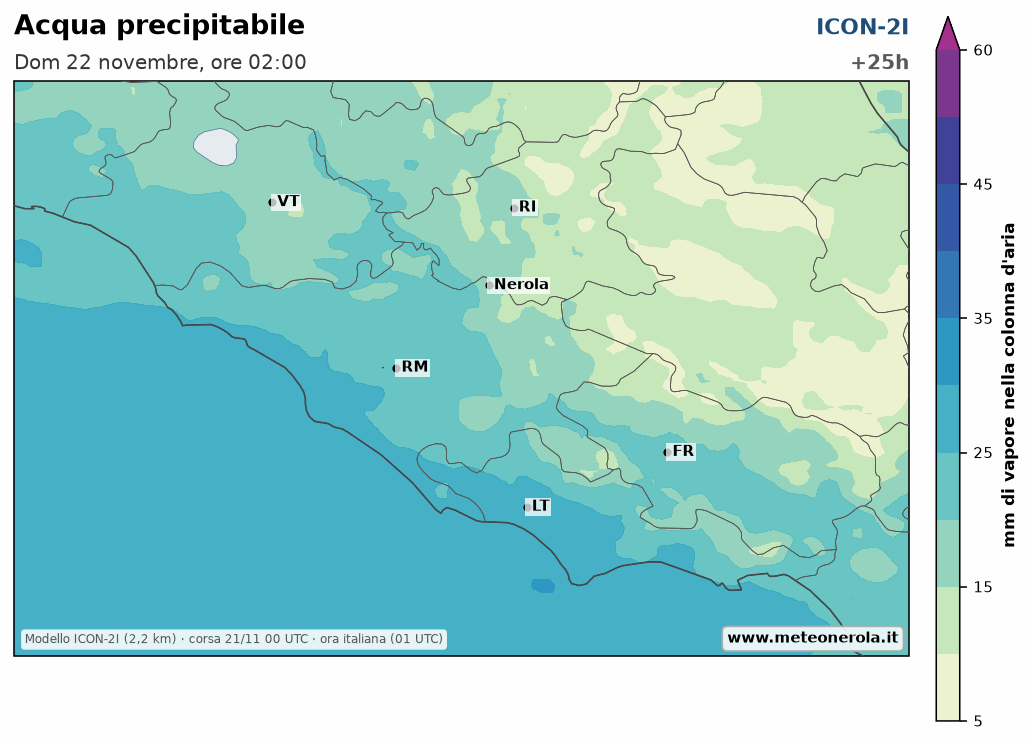 Acqua precipitabile
ICON-2I
Dom 22 novembre, ore 02:00
+25h
60
45
35
25
15
5
mm di vapore nella colonna d'aria
VT
RI
Nerola
RM
FR
LT
Modello ICON-2I (2,2 km) · corsa 21/11 00 UTC · ora italiana (01 UTC)
www.meteonerola.it